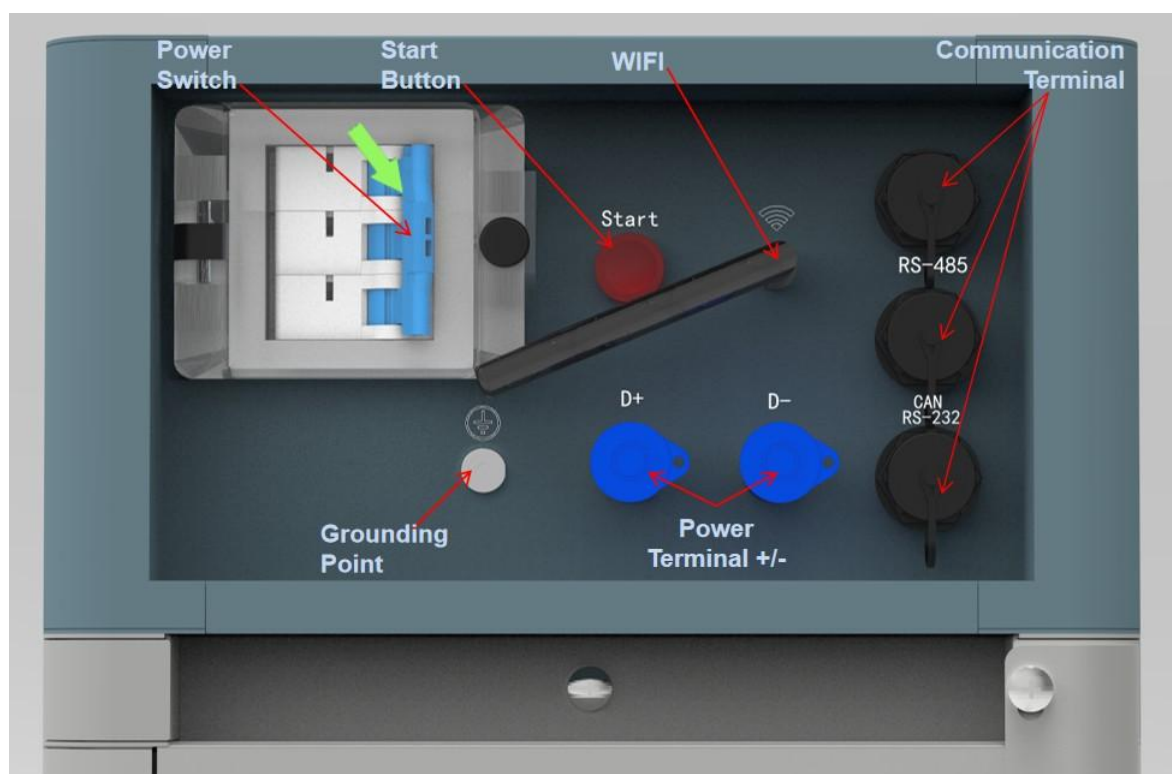 Power
Switch
Start
Button
WIFI
Communication
Terminal
Start
RS-485
D+
D-
CAN
RS-232
Grounding
Point
Power
Terminal +/-